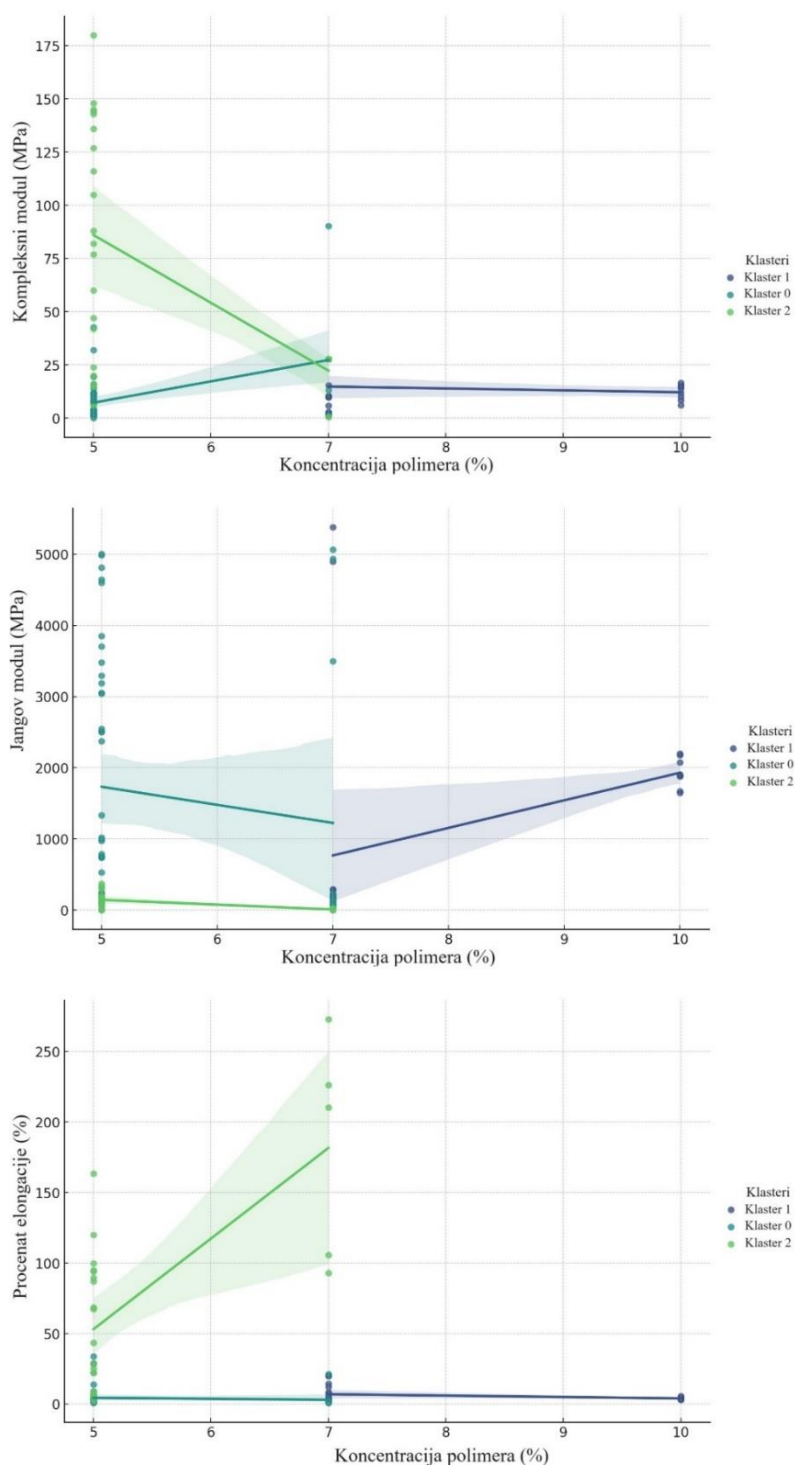 175
150
125
100
75
50
25
0
Kompleksni modul (MPa)
5
6
7
8
9
10
Koncentracija polimera (%)
Klasteri
Klaster 1
Klaster 0
Klaster 2
5000
4000
3000
2000
1000
0
Jangov modul (MPa)
5
6
7
8
9
10
Koncentracija polimera (%)
Klasteri
Klaster 1
Klaster 0
Klaster 2
250
200
150
100
50
0
Procenat elongacije (%)
5
6
7
8
9
10
Koncentracija polimera (%)
Klasteri
Klaster 1
Klaster 0
Klaster 2